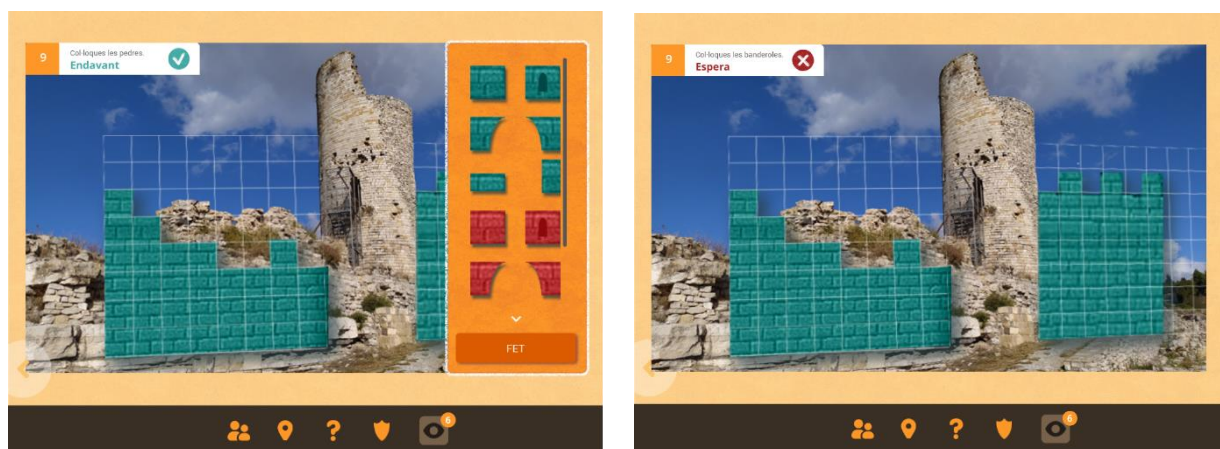 9
Col·loques les pedres.
Endavant
FET
6
9
Col·loques les banderoles.
Espera
6